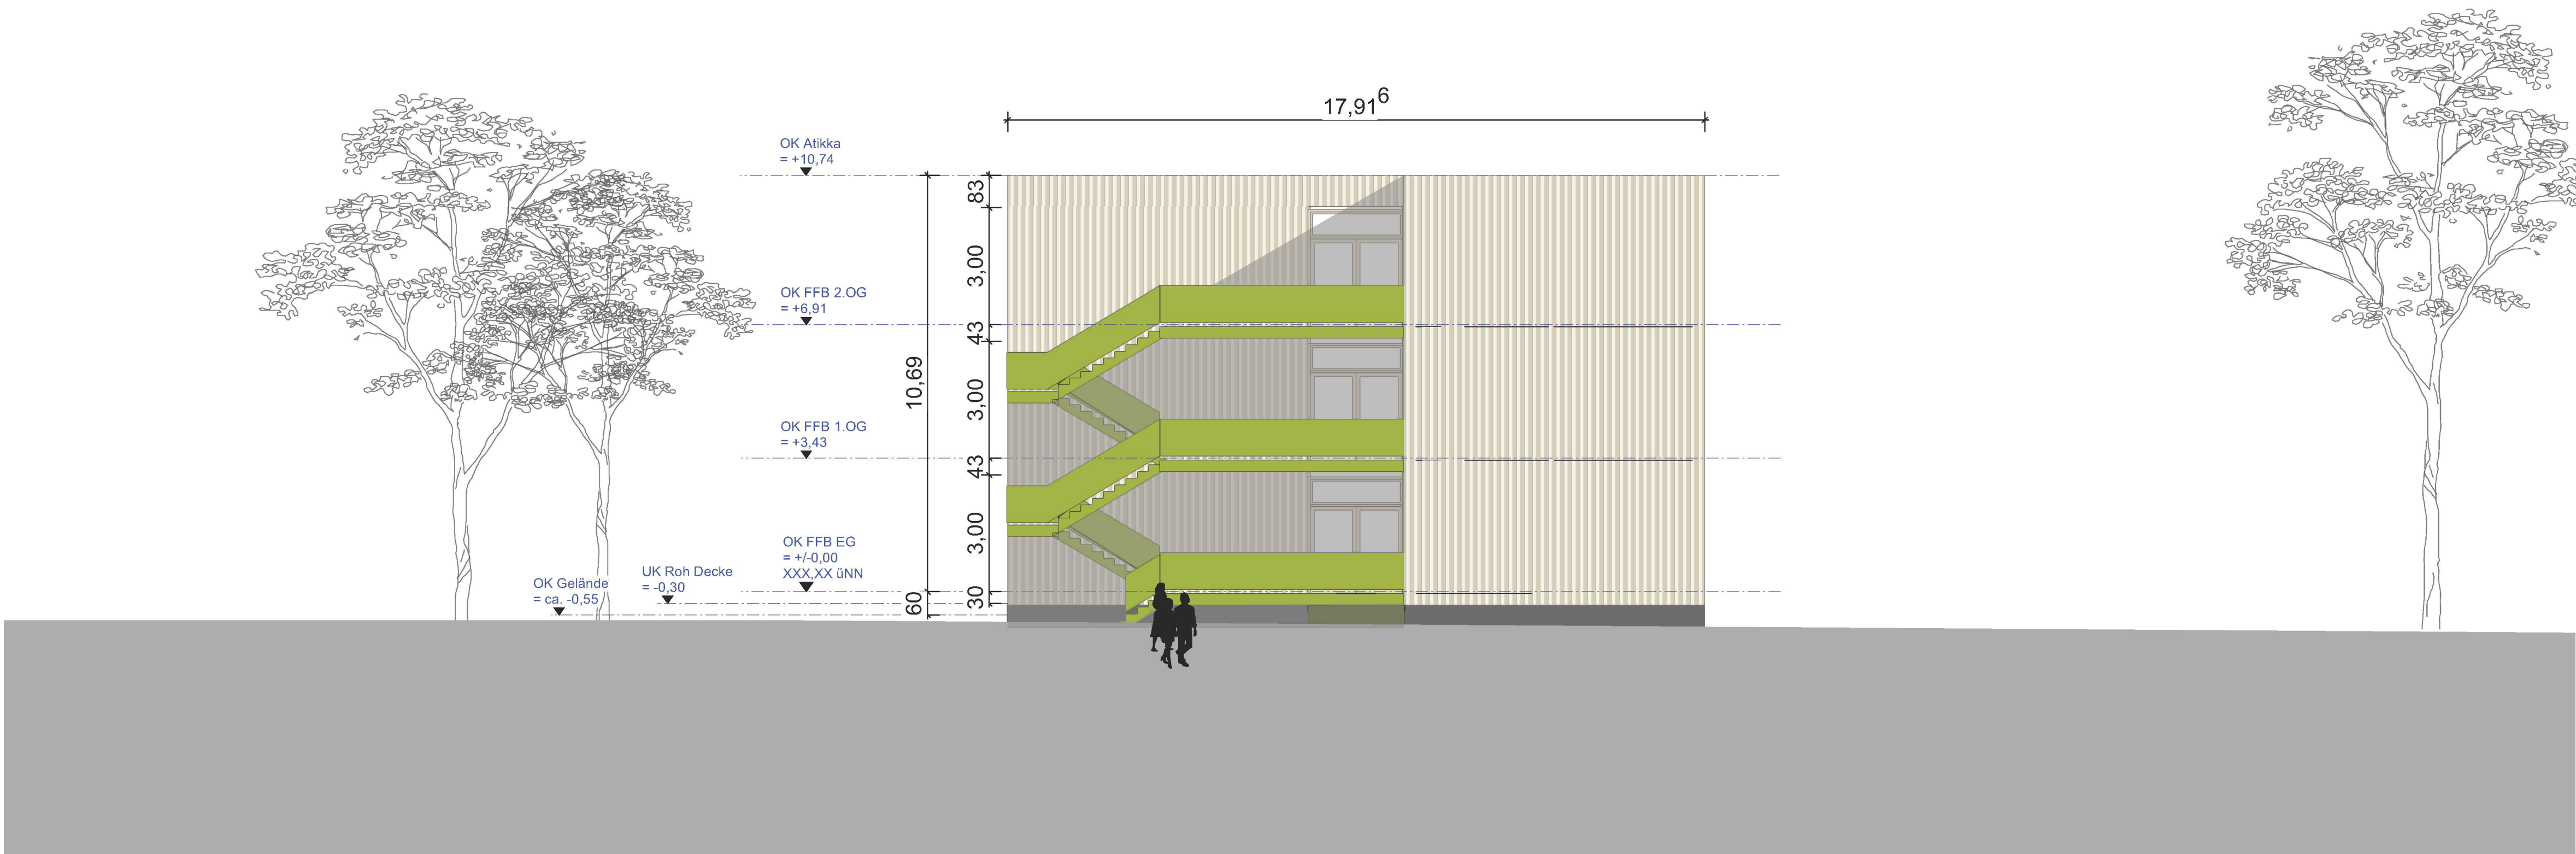 17,91⁶
OK Atikka
= +10,74
83
3,00
OK FFB 2.OG
= +6,91
43
10,69
3,00
OK FFB 1.OG
= +3,43
43
3,00
OK FFB EG
= +/-0,00
XXX,XX üNN
UK Roh Decke
= -0,30
OK Gelände
= ca. -0,55
60
30